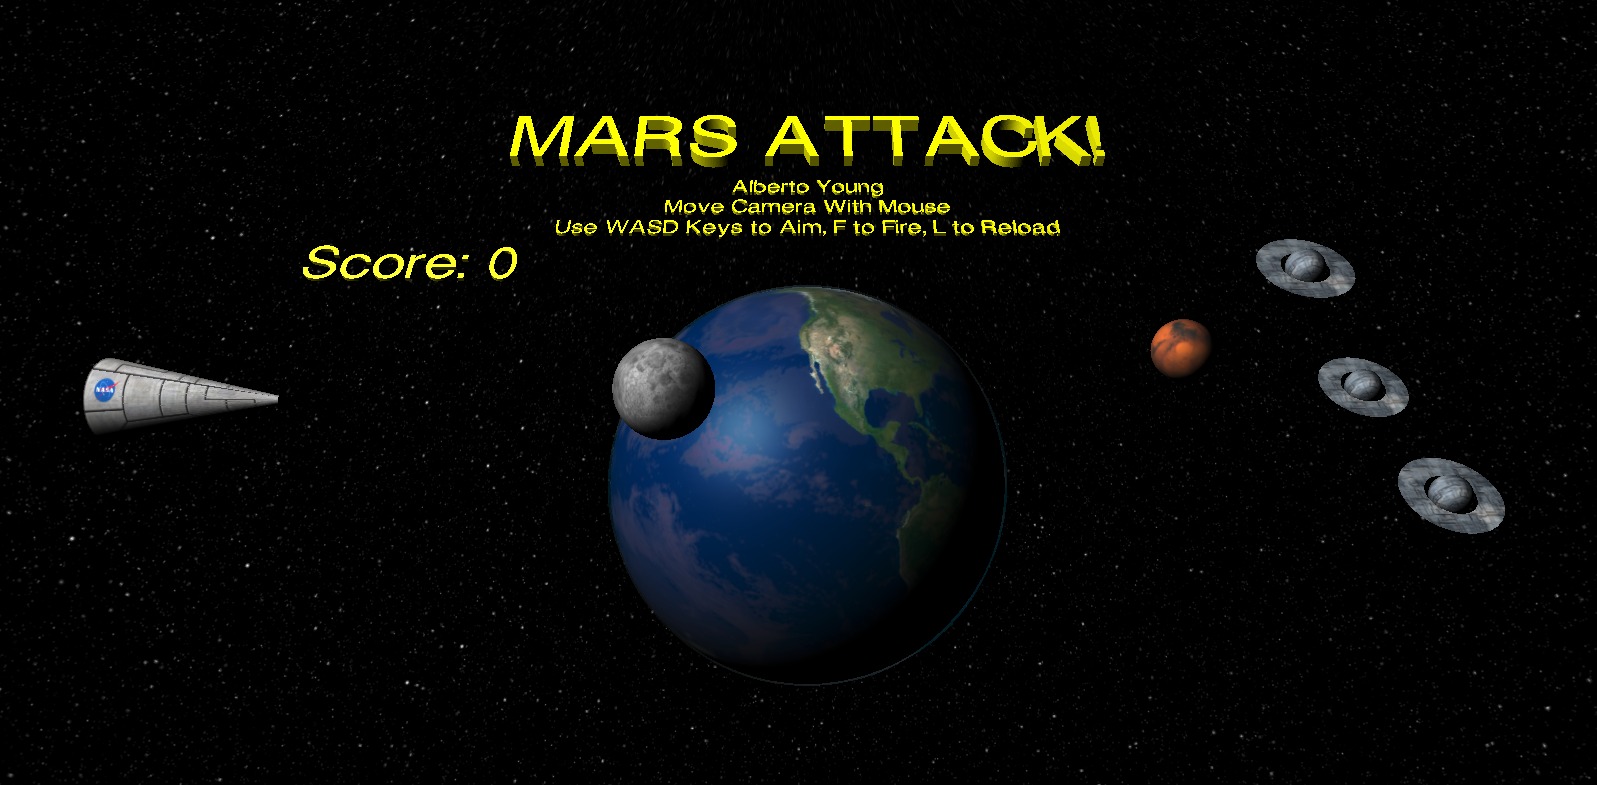 MARS ATTACK!
Alberto Young
Move Camera With Mouse
Use WASD Keys to Aim, F to Fire, L to Reload
Score: 0
NASA